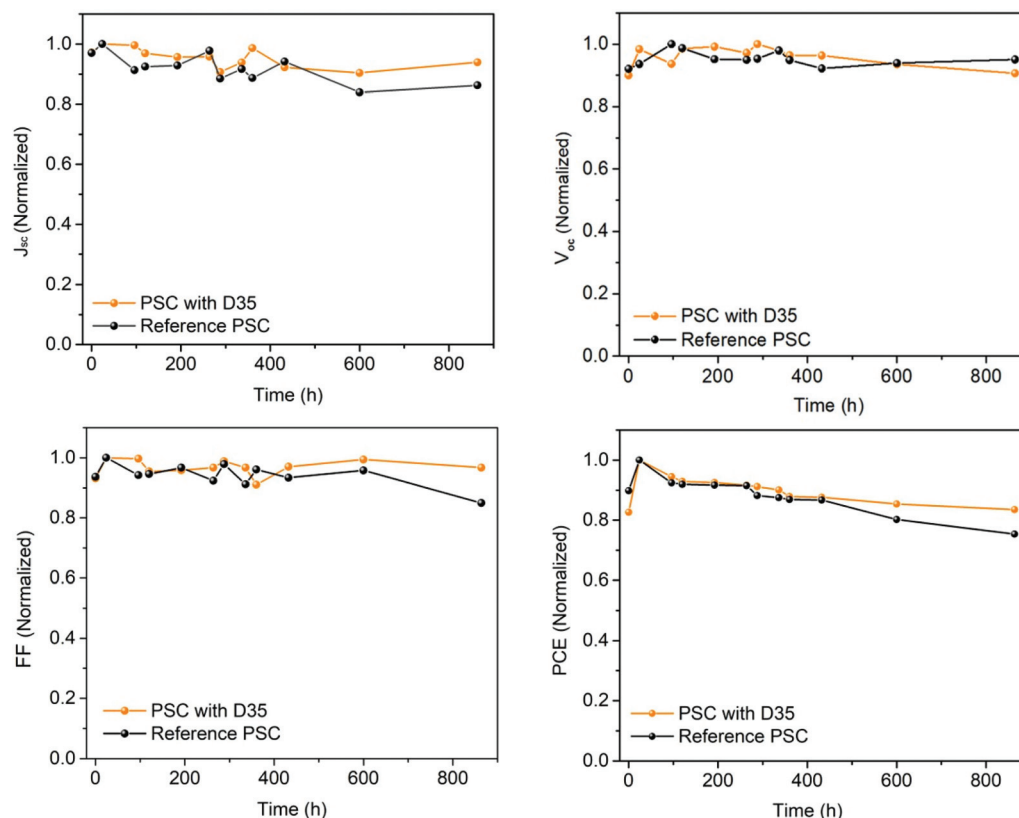 1.0
0.8
0.6
0.4
0.2
0.0
Jsc (Normalized)
PSC with D35
Reference PSC
0 200 400 600 800
Time (h)
1.0
0.8
0.6
0.4
0.2
0.0
Voc (Normalized)
PSC with D35
Reference PSC
0 200 400 600 800
Time (h)
1.0
0.8
0.6
0.4
0.2
0.0
FF (Normalized)
PSC with D35
Reference PSC
0 200 400 600 800
Time (h)
1.0
0.8
0.6
0.4
0.2
0.0
PCE (Normalized)
PSC with D35
Reference PSC
0 200 400 600 800
Time (h)